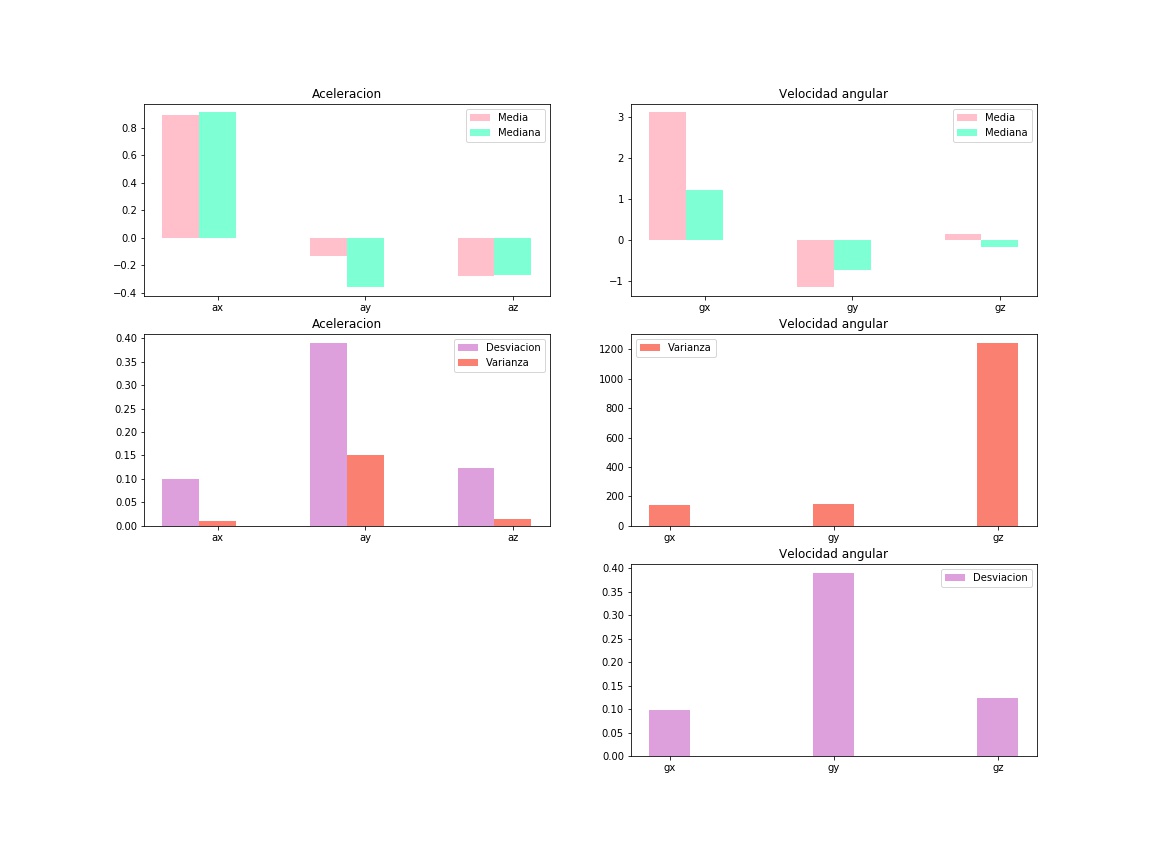 Aceleracion
0.8
0.6
0.4
0.2
0.0
−0.2
−0.4
Media
Mediana
ax
ay
az
Velocidad angular
3
2
1
0
−1
Media
Mediana
gx
gy
gz
Aceleracion
0.40
0.35
0.30
0.25
0.20
0.15
0.10
0.05
0.00
Desviacion
Varianza
ax
ay
az
Velocidad angular
1200
1000
800
600
400
200
0
Varianza
gx
gy
gz
Velocidad angular
0.40
0.35
0.30
0.25
0.20
0.15
0.10
0.05
0.00
Desviacion
gx
gy
gz